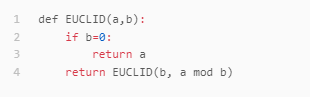 1 def EUCLID(a,b):
2     if b=0:
3         return a
4     return EUCLID(b, a mod b)